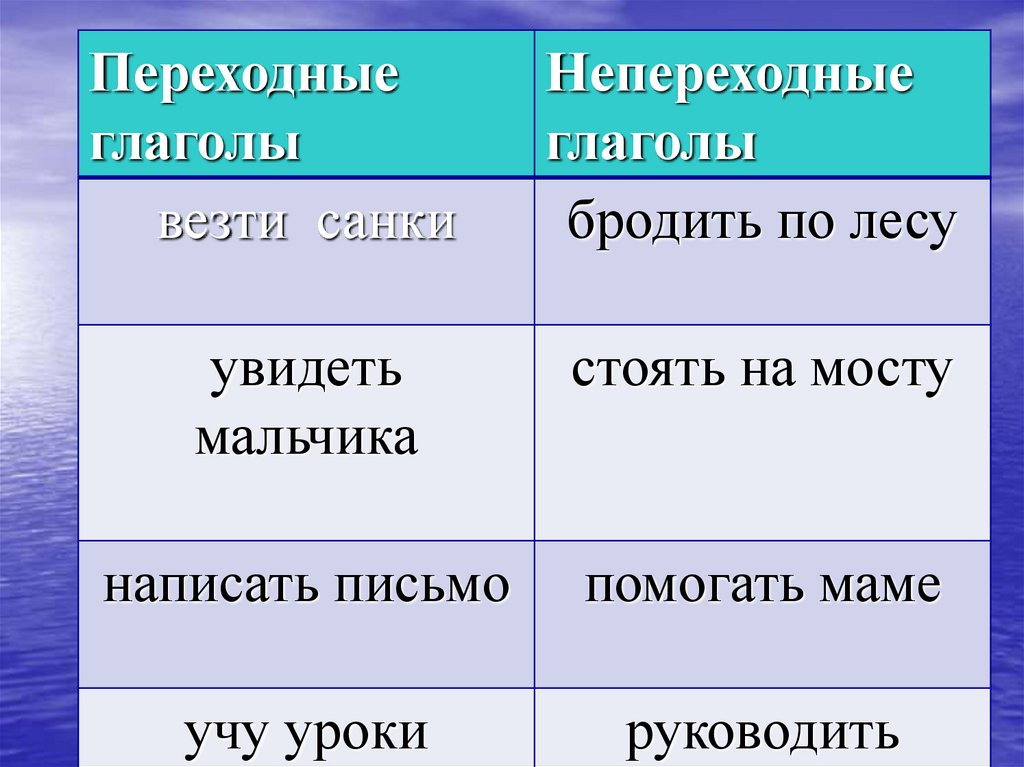 Переходные
глаголы
Непереходные
глаголы
везти санки
бродить по лесу
увидеть
мальчика
стоять на мосту
написать письмо
помогать маме
учу уроки
руководить